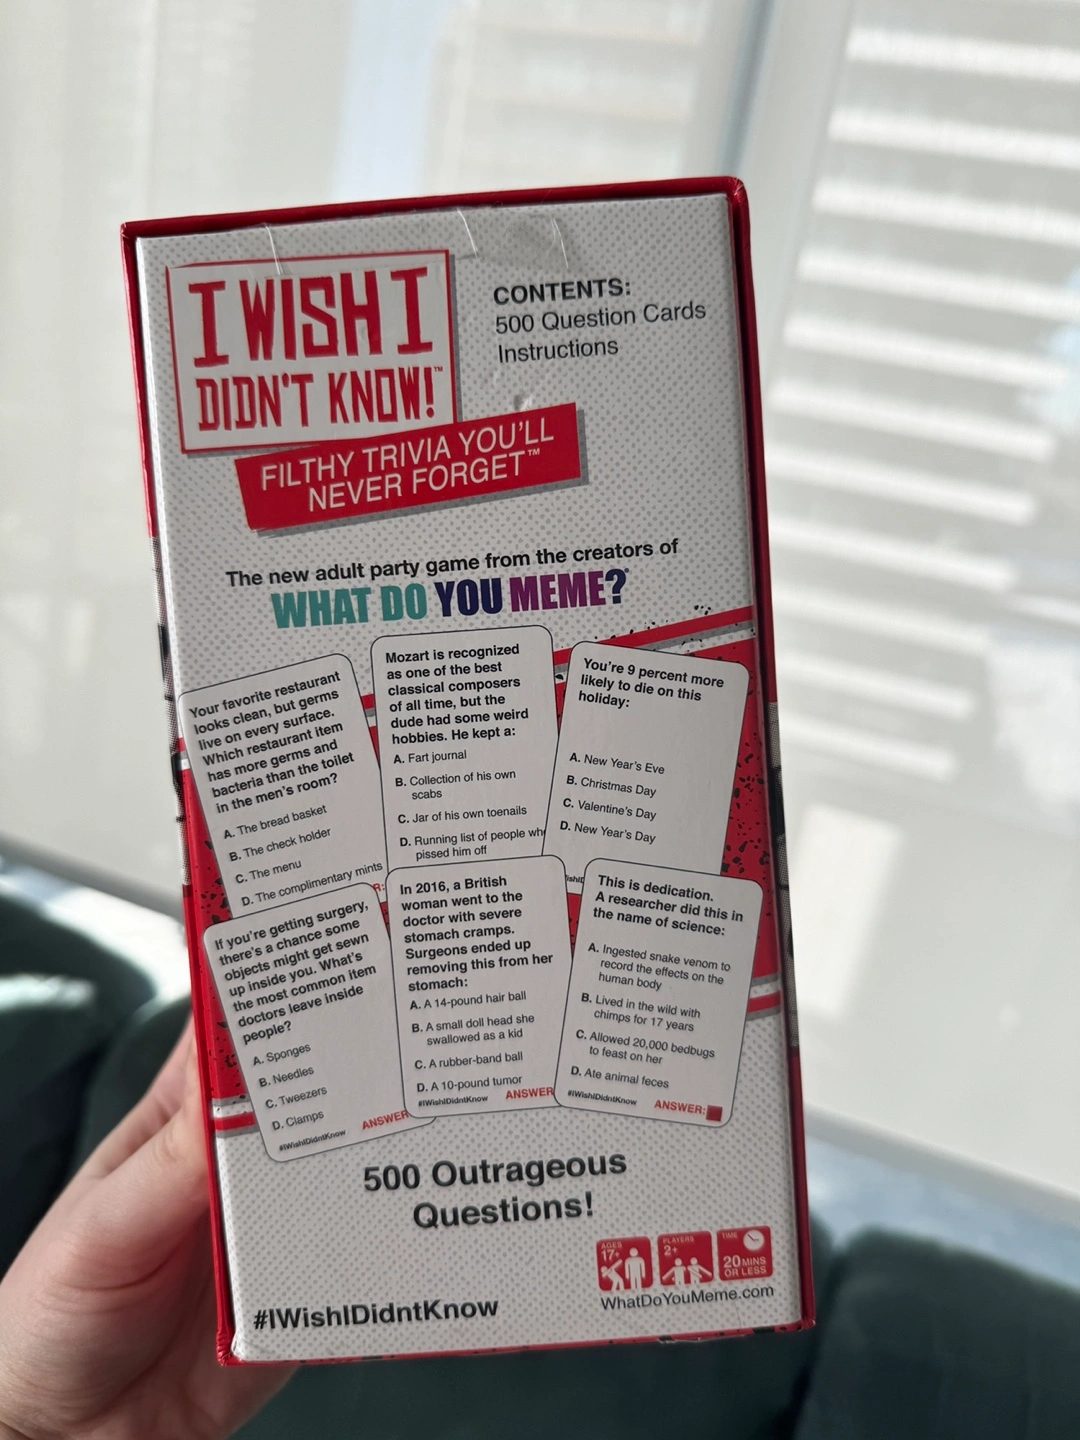 I WISH I
DIDN'T KNOW!™
FILTHY TRIVIA YOU'LL
NEVER FORGET™
CONTENTS:
500 Question Cards
Instructions
The new adult party game from the creators of
WHAT DO YOU MEME?®
Your favorite restaurant
looks clean, but germs
live on every surface.
Which restaurant item
has more germs and
bacteria than the toilet
in the men's room?
A. The bread basket
B. The check holder
C. The menu
D. The complimentary mints
R:
Mozart is recognized
as one of the best
classical composers
of all time, but the
dude had some weird
hobbies. He kept a:
A. Fart journal
B. Collection of his own
scabs
C. Jar of his own toenails
D. Running list of people wh
pissed him off
You're 9 percent more
likely to die on this
holiday:
A. New Year's Eve
B. Christmas Day
C. Valentine's Day
D. New Year's Day
If you're getting surgery,
there's a chance some
objects might get sewn
up inside you. What's
the most common item
doctors leave inside
people?
A. Sponges
B. Needles
C. Tweezers
D. Clamps
#IWishIDidntKnow
ANSWER
In 2016, a British
woman went to the
doctor with severe
stomach cramps.
Surgeons ended up
removing this from her
stomach:
A. A 14-pound hair ball
B. A small doll head she
swallowed as a kid
C. A rubber-band ball
D. A 10-pound tumor
#IWishIDidntKnow
ANSWER
This is dedication.
A researcher did this in
the name of science:
A. Ingested snake venom to
record the effects on the
human body
B. Lived in the wild with
chimps for 17 years
C. Allowed 20,000 bedbugs
to feast on her
D. Ate animal feces
#IWishIDidntKnow
ANSWER:
500 Outrageous
Questions!
AGES
17+
PLAYERS
2+
TIME
20 MINS
OR LESS
#IWishIDidntKnow
WhatDoYouMeme.com